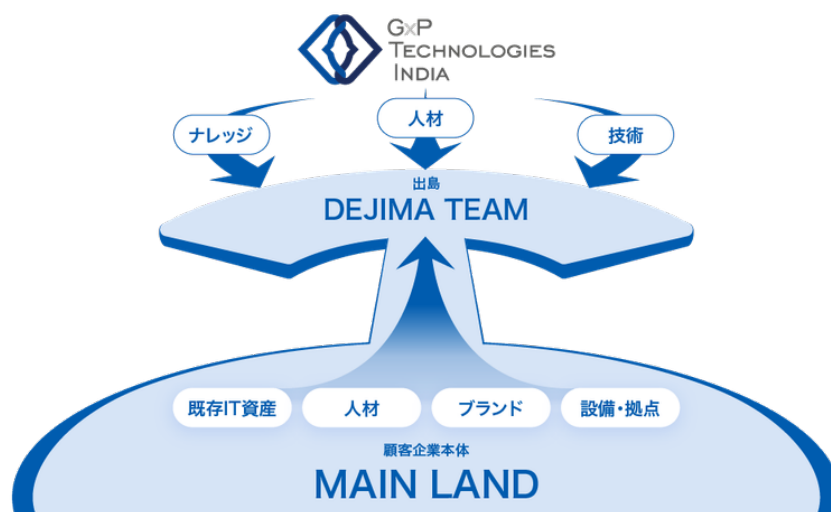 GxP
TECHNOLOGIES
INDIA
ナレッジ
人材
技術
出島
DEJIMA TEAM
既存IT資産
人材
ブランド
設備・拠点
顧客企業本体
MAIN LAND